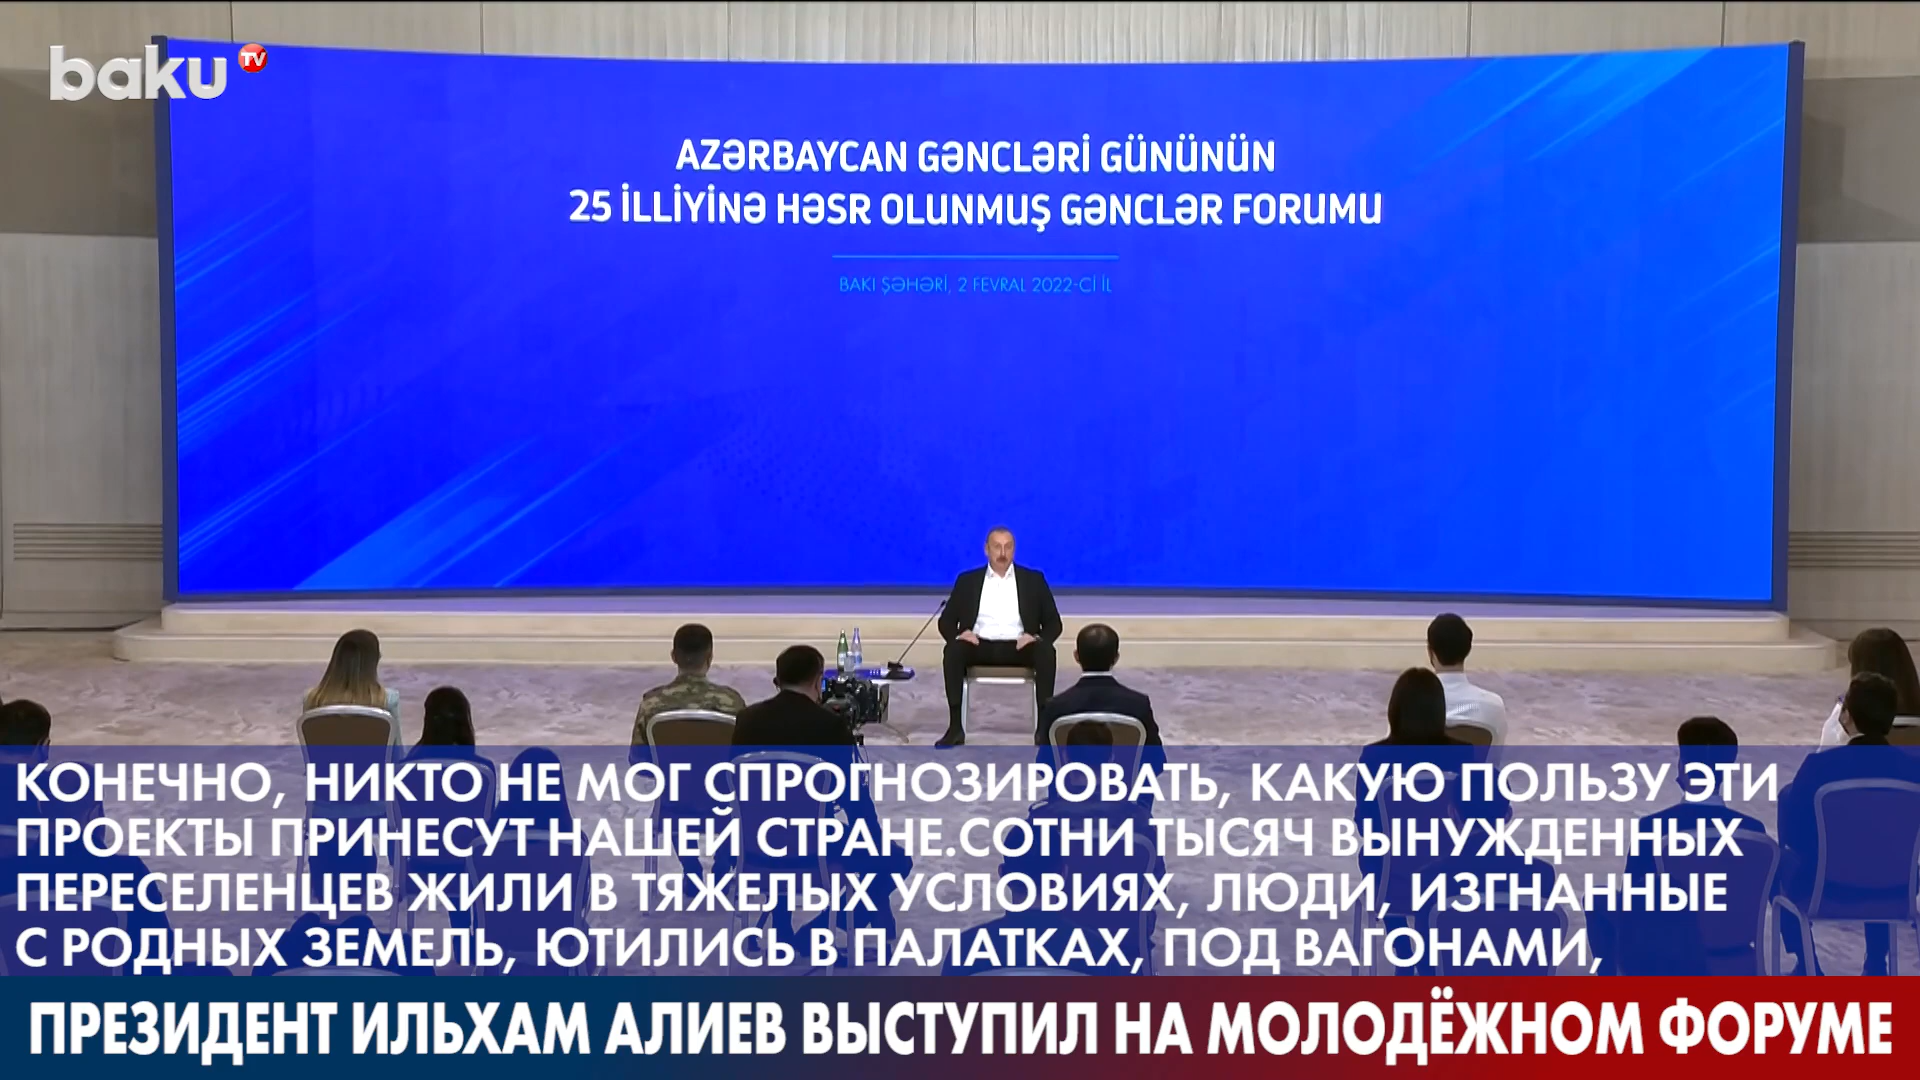 baku TV
AZƏRBAYCAN GƏNCLƏRİ GÜNÜNÜN
25 İLLİYİNƏ HƏSR OLUNMUŞ GƏNCLƏR FORUMU
BAKI ŞƏHƏRİ, 2 FEVRAL 2022-Cİ İL
КОНЕЧНО, НИКТО НЕ МОГ СПРОГНОЗИРОВАТЬ, КАКУЮ ПОЛЬЗУ ЭТИ
ПРОЕКТЫ ПРИНЕСУТ НАШЕЙ СТРАНЕ.СОТНИ ТЫСЯЧ ВЫНУЖДЕННЫХ
ПЕРЕСЕЛЕНЦЕВ ЖИЛИ В ТЯЖЕЛЫХ УСЛОВИЯХ, ЛЮДИ, ИЗГНАННЫЕ
С РОДНЫХ ЗЕМЕЛЬ, ЮТИЛИСЬ В ПАЛАТКАХ, ПОД ВАГОНАМИ,
ПРЕЗИДЕНТ ИЛЬХАМ АЛИЕВ ВЫСТУПИЛ НА МОЛОДЁЖНОМ ФОРУМЕ